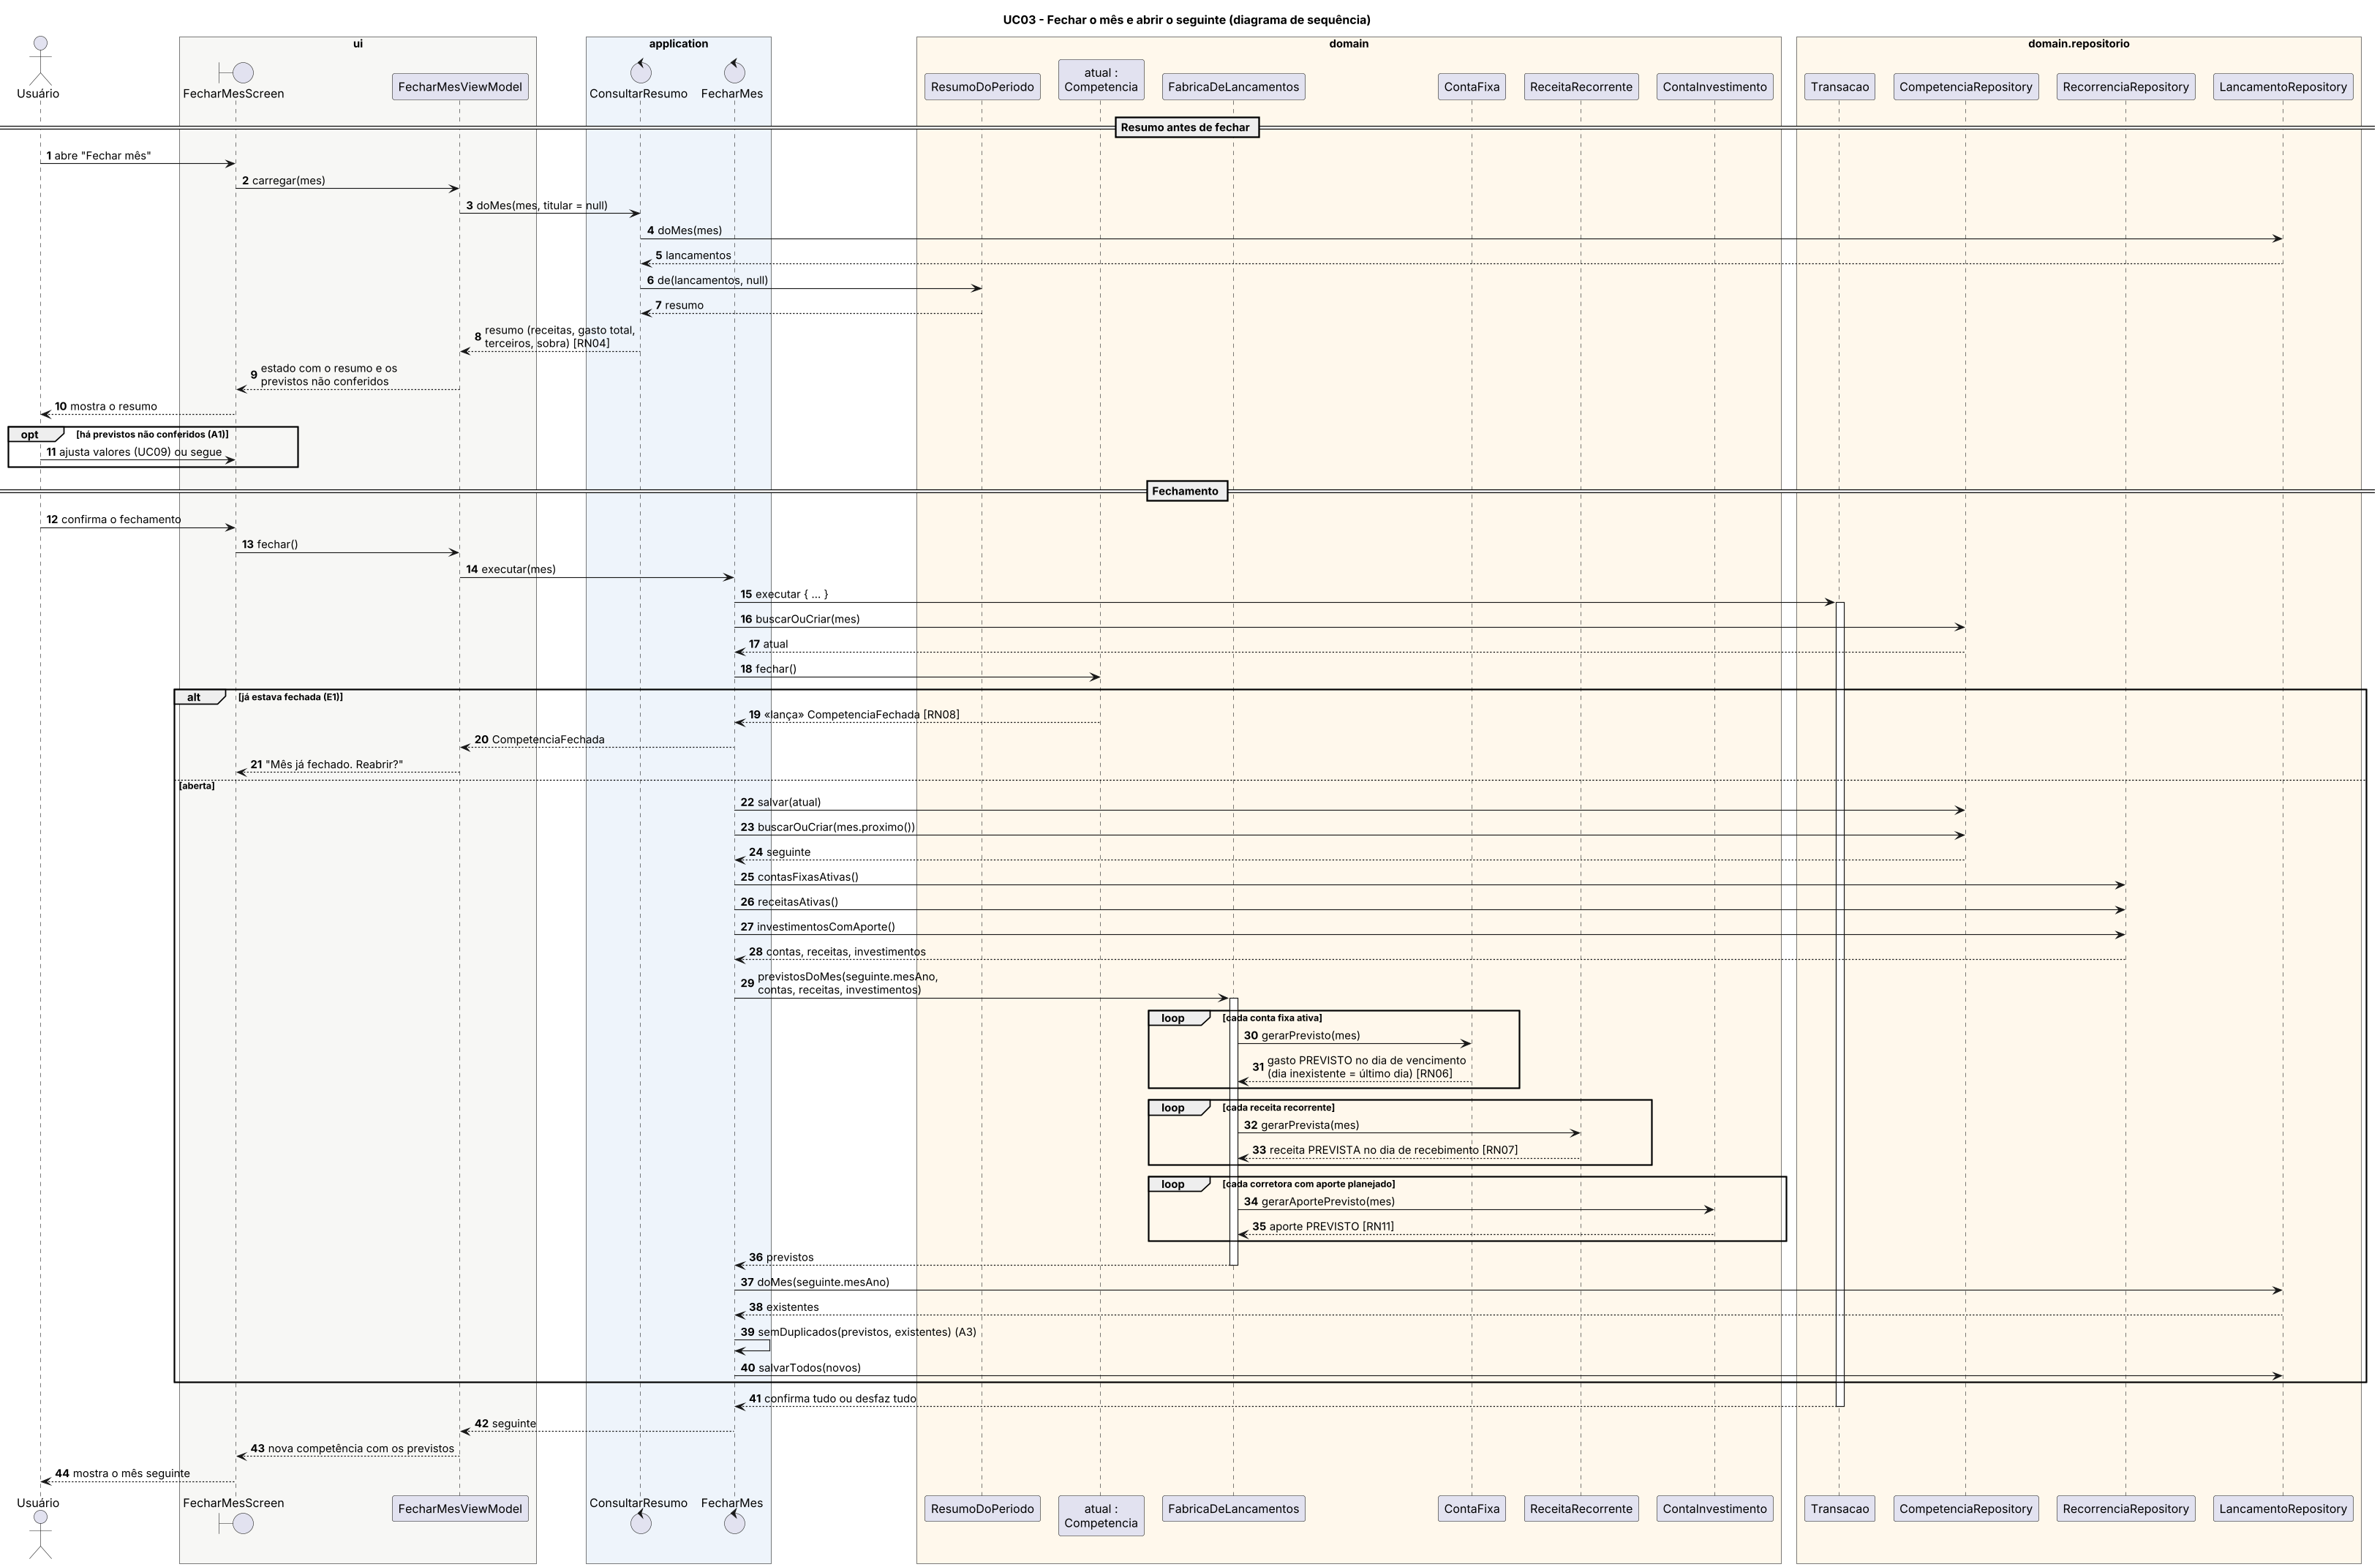 UC03 - Fechar o mês e abrir o seguinte (diagrama de sequência)
ui
application
domain
domain.repositorio
Usuário
FecharMesScreen
FecharMesViewModel
ConsultarResumo
FecharMes
ResumoDoPeriodo
atual :
Competencia
FabricaDeLancamentos
ContaFixa
ReceitaRecorrente
ContaInvestimento
Transacao
CompetenciaRepository
RecorrenciaRepository
LancamentoRepository
Resumo antes de fechar
1 abre "Fechar mês"
2 carregar(mes)
3 doMes(mes, titular = null)
4 doMes(mes)
5 lancamentos
6 de(lancamentos, null)
7 resumo
8 resumo (receitas, gasto total,
terceiros, sobra) [RN04]
9 estado com o resumo e os
previstos não conferidos
10 mostra o resumo
opt [há previstos não conferidos (A1)]
11 ajusta valores (UC09) ou segue
Fechamento
12 confirma o fechamento
13 fechar()
14 executar(mes)
15 executar { ... }
16 buscarOuCriar(mes)
17 atual
18 fechar()
alt [já estava fechada (E1)]
19 «lança» CompetenciaFechada [RN08]
20 CompetenciaFechada
21 "Mês já fechado. Reabrir?"
[aberta]
22 salvar(atual)
23 buscarOuCriar(mes.proximo())
24 seguinte
25 contasFixasAtivas()
26 receitasAtivas()
27 investimentosComAporte()
28 contas, receitas, investimentos
29 previstosDoMes(seguinte.mesAno,
contas, receitas, investimentos)
loop [cada conta fixa ativa]
30 gerarPrevisto(mes)
31 gasto PREVISTO no dia de vencimento
(dia inexistente = último dia) [RN06]
loop [cada receita recorrente]
32 gerarPrevista(mes)
33 receita PREVISTA no dia de recebimento [RN07]
loop [cada corretora com aporte planejado]
34 gerarAportePrevisto(mes)
35 aporte PREVISTO [RN11]
36 previstos
37 doMes(seguinte.mesAno)
38 existentes
39 semDuplicados(previstos, existentes) (A3)
40 salvarTodos(novos)
41 confirma tudo ou desfaz tudo
42 seguinte
43 nova competência com os previstos
44 mostra o mês seguinte
Usuário
FecharMesScreen
FecharMesViewModel
ConsultarResumo
FecharMes
ResumoDoPeriodo
atual :
Competencia
FabricaDeLancamentos
ContaFixa
ReceitaRecorrente
ContaInvestimento
Transacao
CompetenciaRepository
RecorrenciaRepository
LancamentoRepository